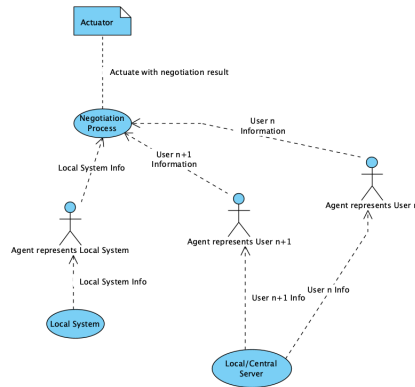 Actuator
Actuate with negotiation result
Negotiation
Process
User n
Information
User n+1
Information
Local System Info
Agent represents Local System
Agent represents User n+1
Agent represents User n
Local System Info
User n+1 Info
User n Info
Local System
Local/Central
Server